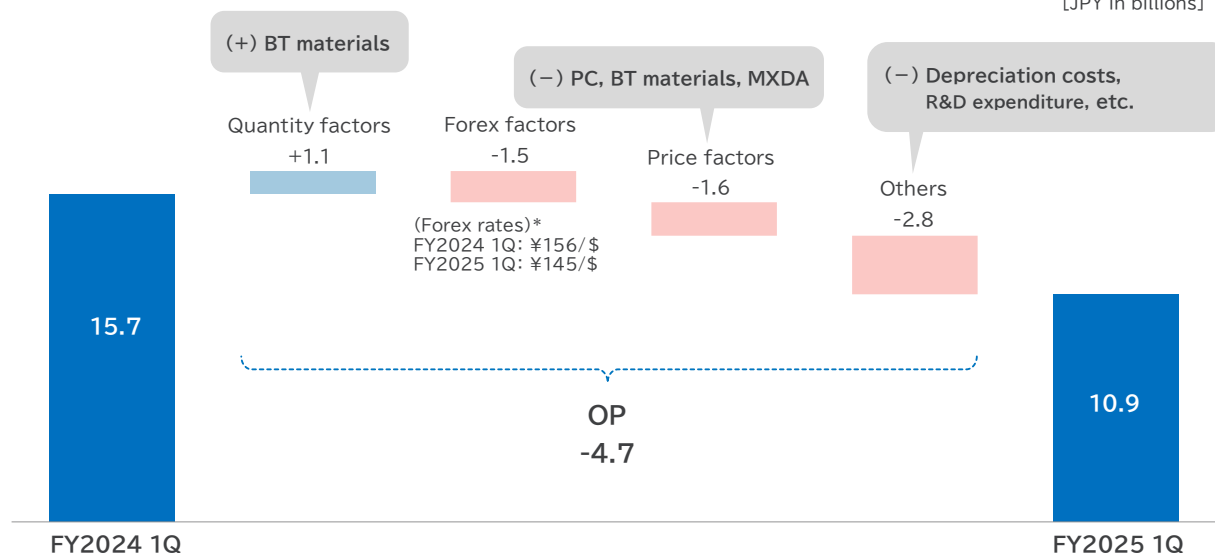 [JPY in billions]
(+) BT materials
(－) PC, BT materials, MXDA
(－) Depreciation costs,
R&D expenditure, etc.
Quantity factors
+1.1
Forex factors
-1.5
(Forex rates)*
FY2024 1Q: ¥156/$
FY2025 1Q: ¥145/$
Price factors
-1.6
Others
-2.8
15.7
OP
-4.7
10.9
FY2024 1Q
FY2025 1Q